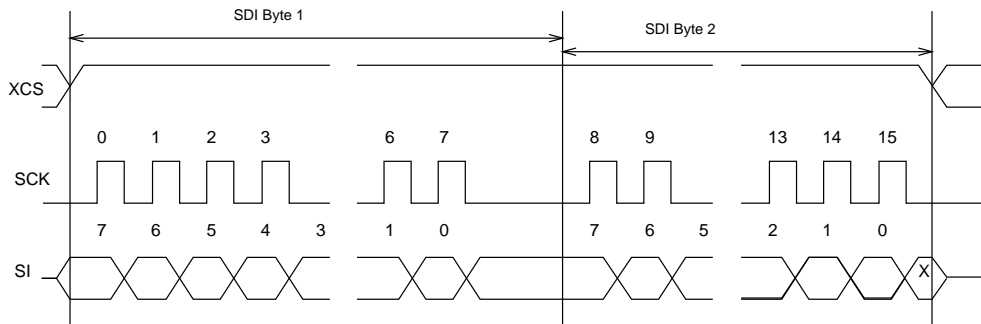 SDI Byte 1
SDI Byte 2
XCS
0 1 2 3 6 7 8 9 13 14 15
SCK
7 6 5 4 3 1 0 7 6 5 2 1 0
SI
X